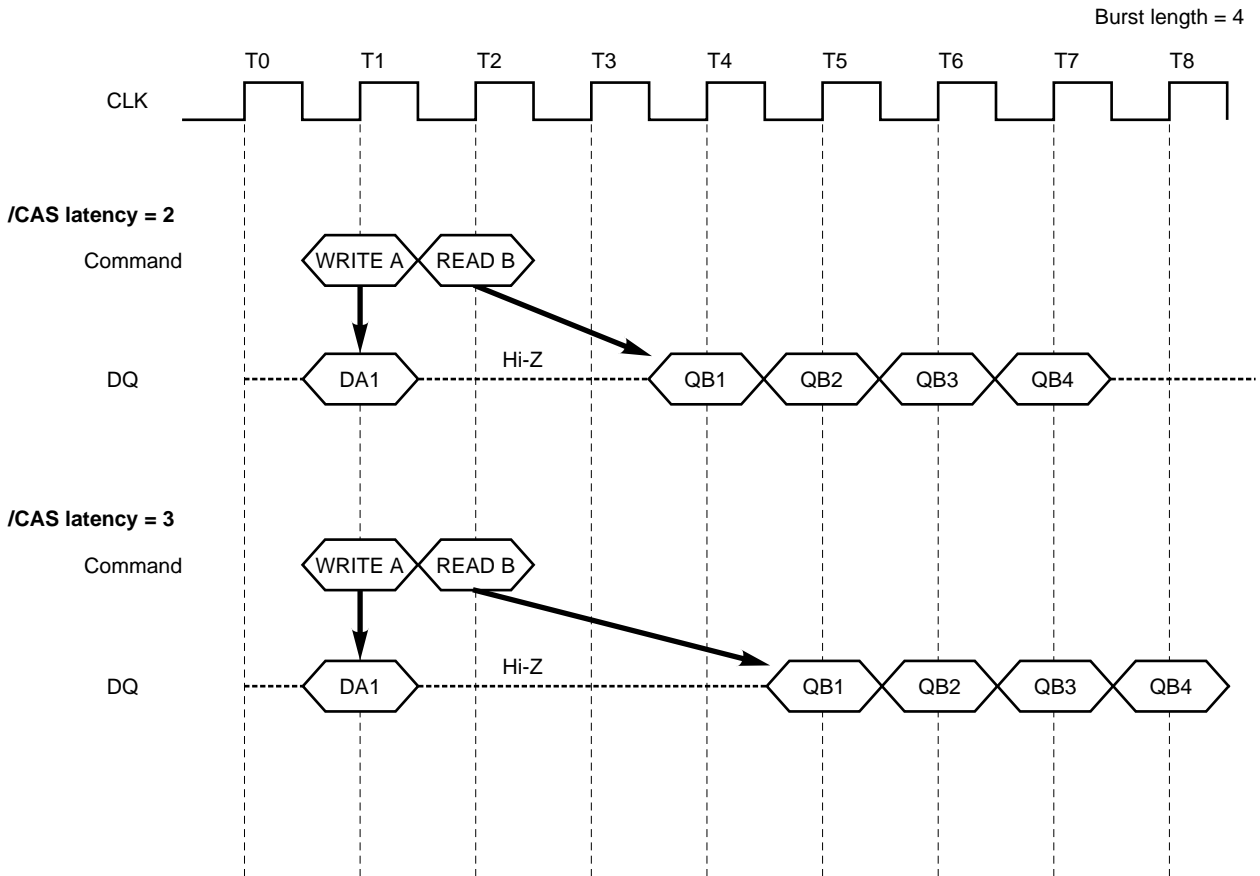 Burst length = 4
T0 T1 T2 T3 T4 T5 T6 T7 T8
CLK
/CAS latency = 2
Command WRITE A READ B
Hi-Z
DQ DA1 QB1 QB2 QB3 QB4
/CAS latency = 3
Command WRITE A READ B
Hi-Z
DQ DA1 QB1 QB2 QB3 QB4